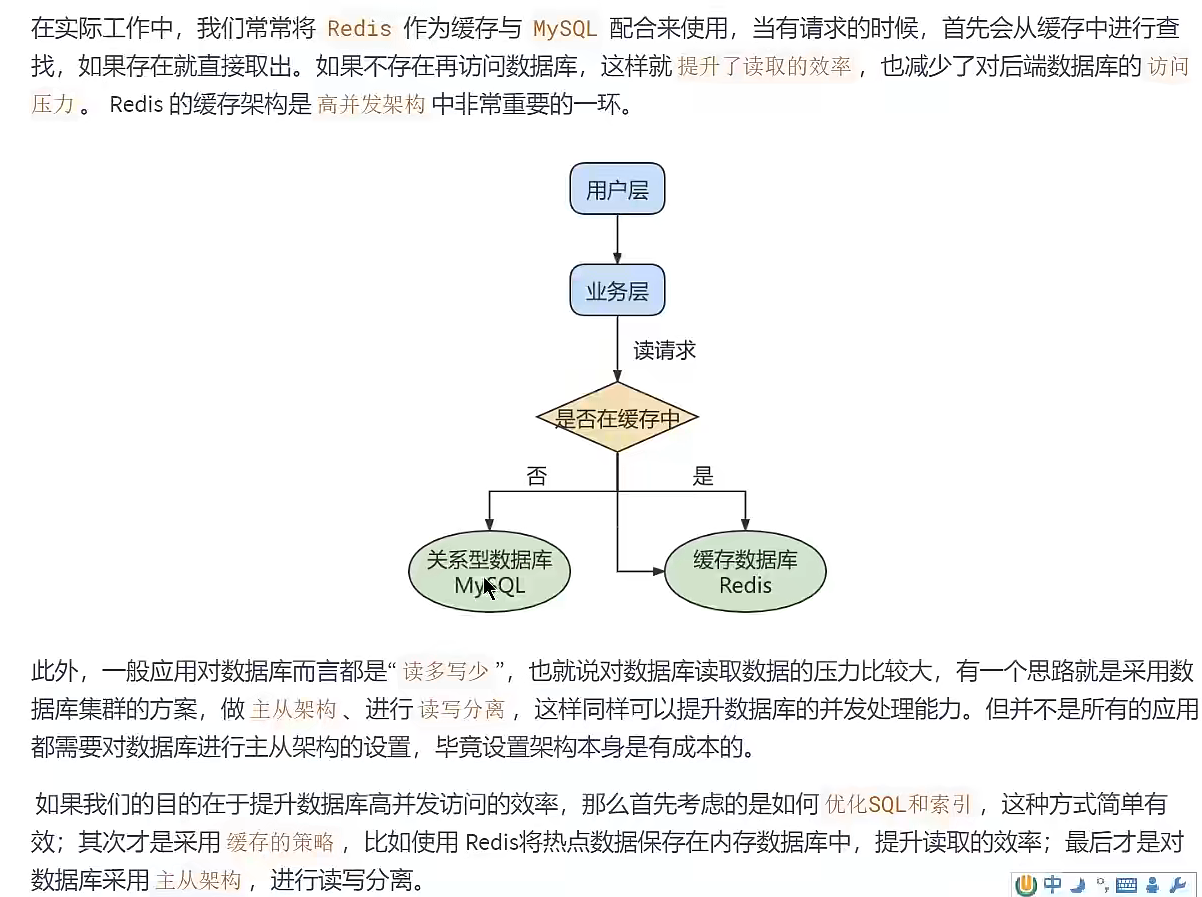 在实际工作中，我们常常将 Redis 作为缓存与 MySQL 配合来使用，当有请求的时候，首先会从缓存中进行查
找，如果存在就直接取出。如果不存在再访问数据库，这样就 提升了读取的效率 ，也减少了对后端数据库的 访问
压力 。 Redis 的缓存架构是 高并发架构 中非常重要的一环。
用户层
业务层
读请求
是否在缓存中
否
是
关系型数据库
MySQL
缓存数据库
Redis
此外，一般应用对数据库而言都是“ 读多写少 ”，也就说对数据库读取数据的压力比较大，有一个思路就是采用数
据库集群的方案，做 主从架构 、进行 读写分离 ，这样同样可以提升数据库的并发处理能力。但并不是所有的应用
都需要对数据库进行主从架构的设置，毕竟设置架构本身是有成本的。
如果我们的目的在于提升数据库高并发访问的效率，那么首先考虑的是如何 优化SQL和索引 ，这种方式简单有
效；其次才是采用 缓存的策略 ，比如使用 Redis将热点数据保存在内存数据库中，提升读取的效率；最后才是对
数据库采用 主从架构 ，进行读写分离。
中